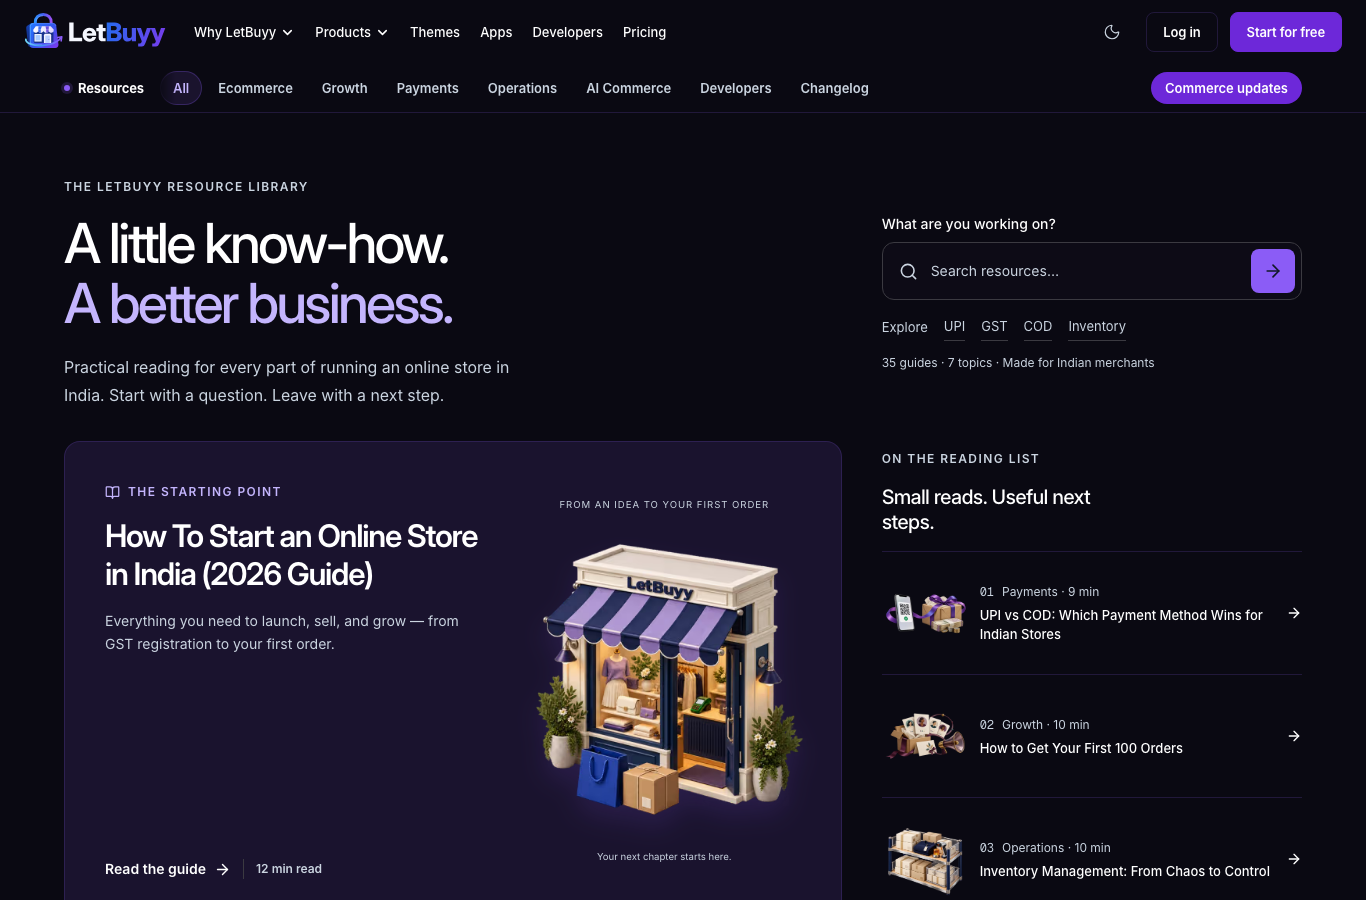 LetBuyy
Why LetBuyy
Products
Themes
Apps
Developers
Pricing
Log in
Start for free
Resources
All
Ecommerce
Growth
Payments
Operations
AI Commerce
Developers
Changelog
Commerce updates
THE LETBUYY RESOURCE LIBRARY
A little know-how.
A better business.
Practical reading for every part of running an online store in
India. Start with a question. Leave with a next step.
What are you working on?
Search resources...
Explore UPI GST COD Inventory
35 guides · 7 topics · Made for Indian merchants
THE STARTING POINT
How To Start an Online Store
in India (2026 Guide)
Everything you need to launch, sell, and grow — from
GST registration to your first order.
Read the guide
12 min read
FROM AN IDEA TO YOUR FIRST ORDER
LetBuyy
Your next chapter starts here.
ON THE READING LIST
Small reads. Useful next
steps.
01 Payments · 9 min
UPI vs COD: Which Payment Method Wins for
Indian Stores
02 Growth · 10 min
How to Get Your First 100 Orders
03 Operations · 10 min
Inventory Management: From Chaos to Control